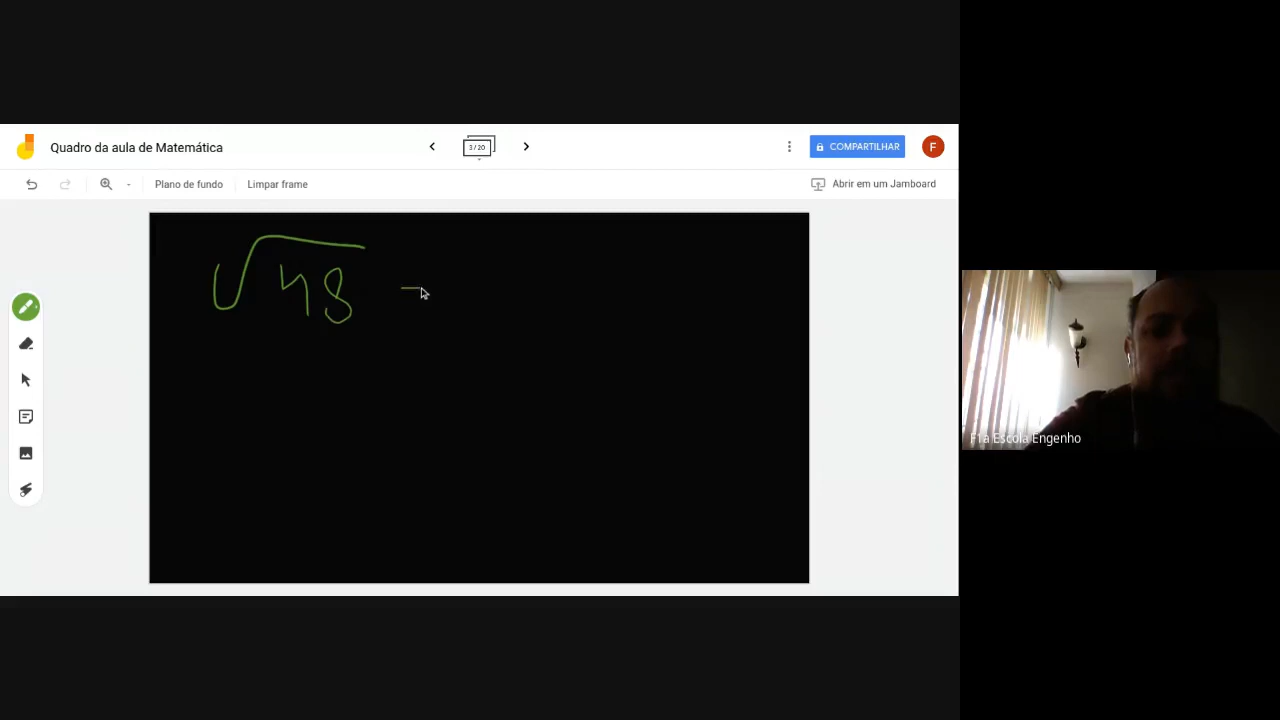 Quadro da aula de Matemática
3 / 20
COMPARTILHAR
F
Plano de fundo
Limpar frame
Abrir em um Jamboard
√48 -
F1a Escola Engenho